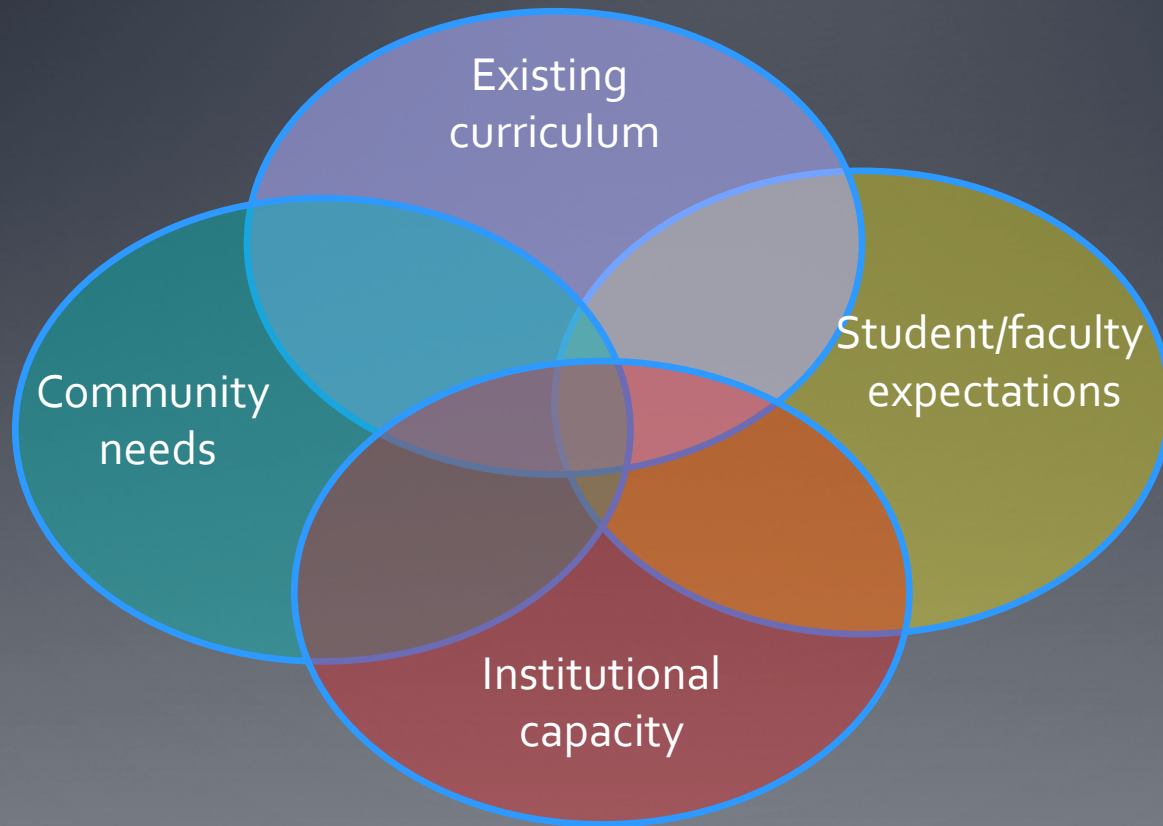 Existing
curriculum
Student/faculty
expectations
Community
needs
Institutional
capacity